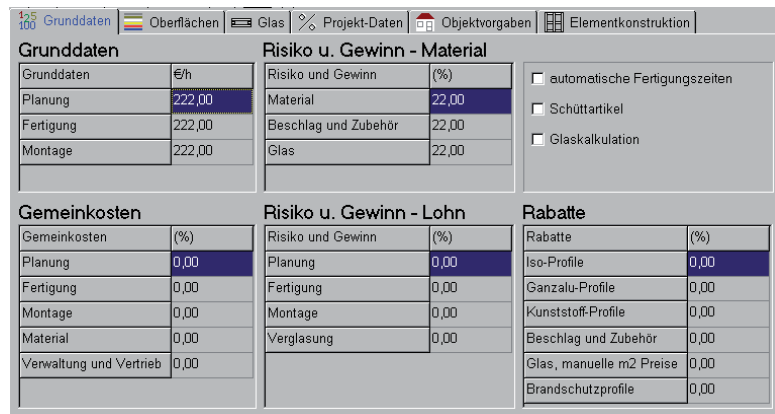 125 100 Grunddaten Oberflächen Glas Projekt-Daten Objektvorgaben Elementkonstruktion
Grunddaten
Grunddaten €/h
Planung 222,00
Fertigung 222,00
Montage 222,00
Risiko u. Gewinn - Material
Risiko und Gewinn (%)
Material 22,00
Beschlag und Zubehör 22,00
Glas 22,00
automatische Fertigungszeiten
Schüttartikel
Glaskalkulation
Gemeinkosten
Gemeinkosten (%)
Planung 0,00
Fertigung 0,00
Montage 0,00
Material 0,00
Verwaltung und Vertrieb 0,00
Risiko u. Gewinn - Lohn
Risiko und Gewinn (%)
Planung 0,00
Fertigung 0,00
Montage 0,00
Verglasung 0,00
Rabatte
Rabatte (%)
Iso-Profile 0,00
Ganzalu-Profile 0,00
Kunststoff-Profile 0,00
Beschlag und Zubehör 0,00
Glas, manuelle m2 Preise 0,00
Brandschutzprofile 0,00